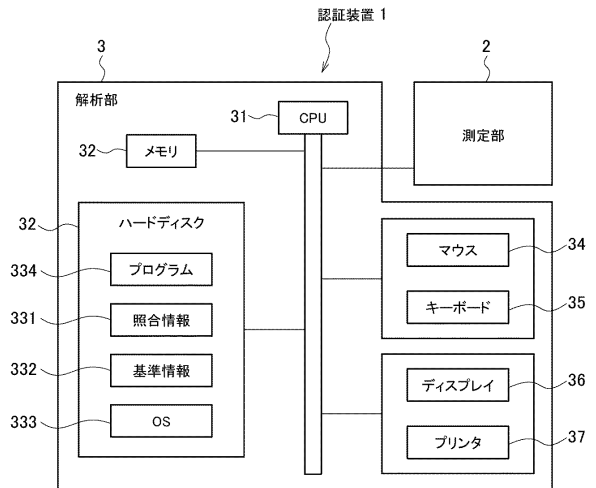 認証装置 1
3
2
解析部
31
CPU
測定部
32
メモリ
32
ハードディスク
マウス
34
334
プログラム
キーボード
35
331
照合情報
332
基準情報
ディスプレイ
36
333
OS
プリンタ
37